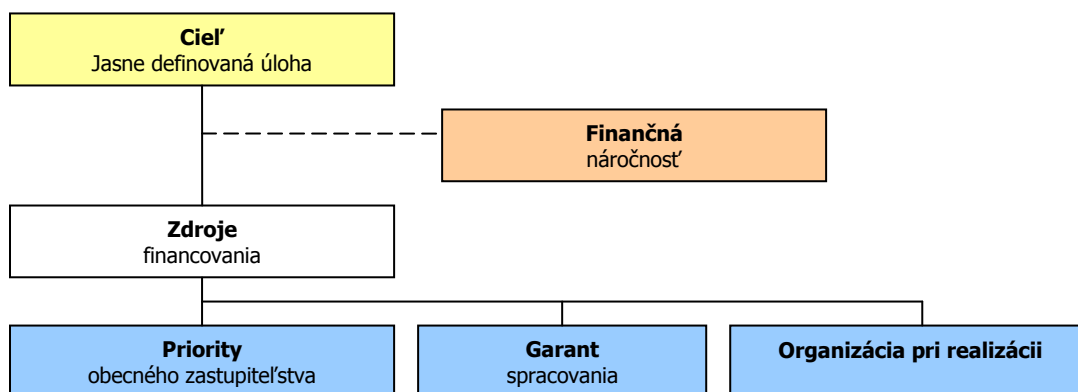 Cieľ
Jasne definovaná úloha
Finančná
náročnosť
Zdroje
financovania
Priority
obecného zastupiteľstva
Garant
spracovania
Organizácia pri realizácii